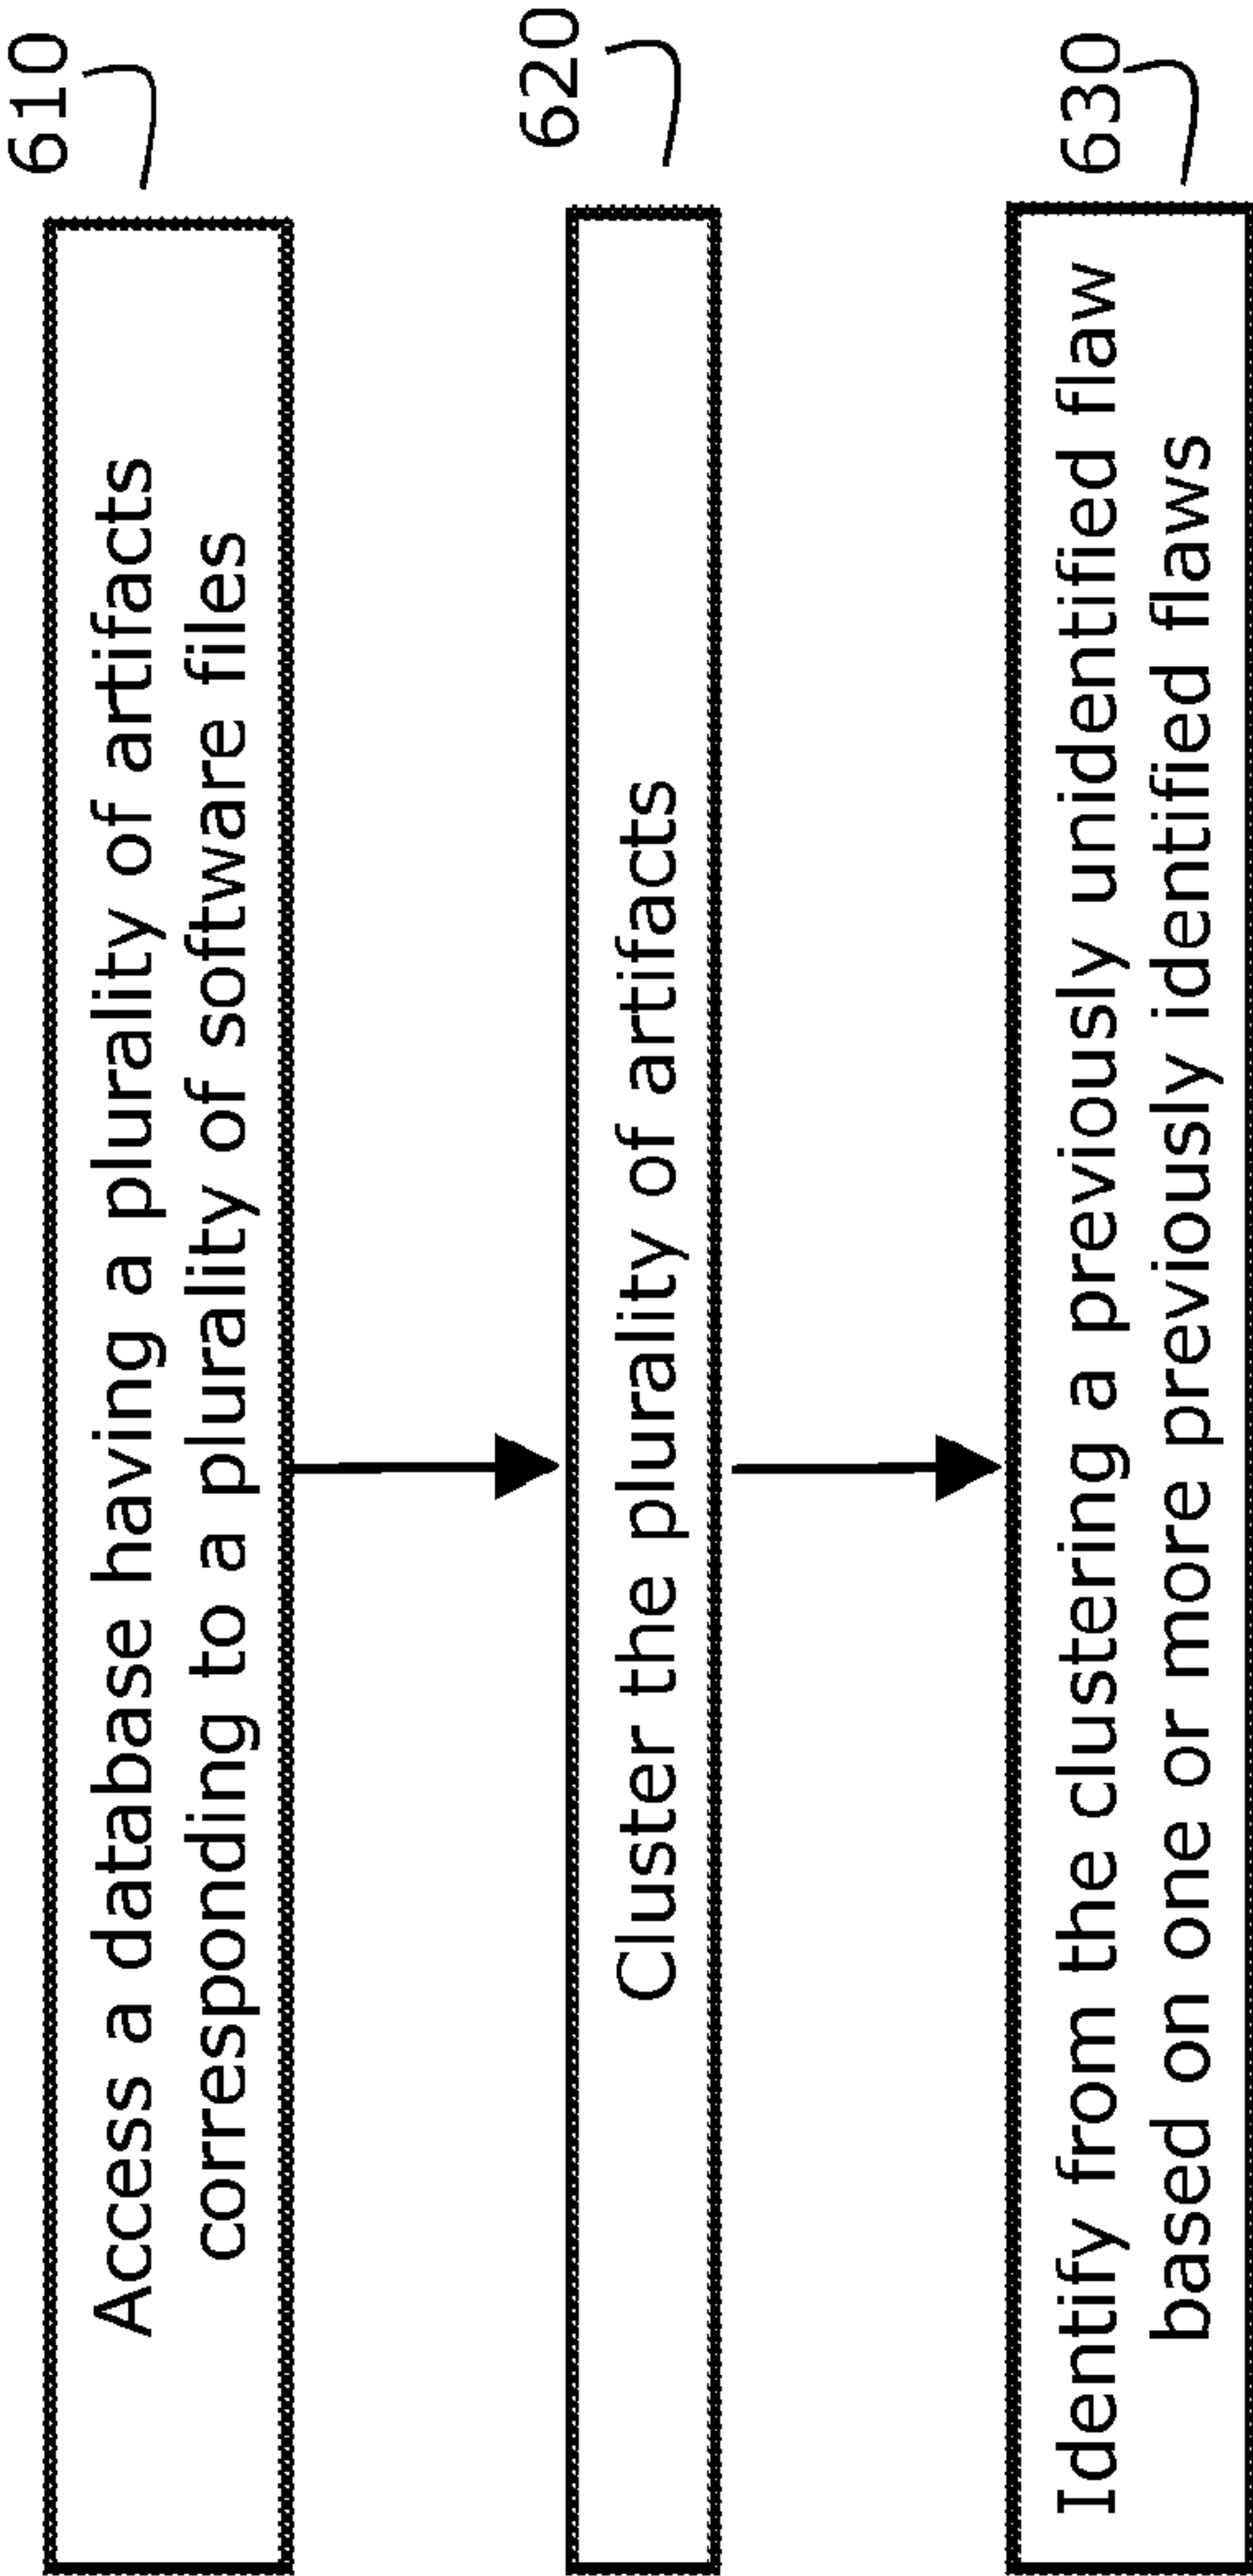 610
Access a database having a plurality of artifacts
corresponding to a plurality of software files
620
Cluster the plurality of artifacts
630
Identify from the clustering a previously unidentified flaw
based on one or more previously identified flaws